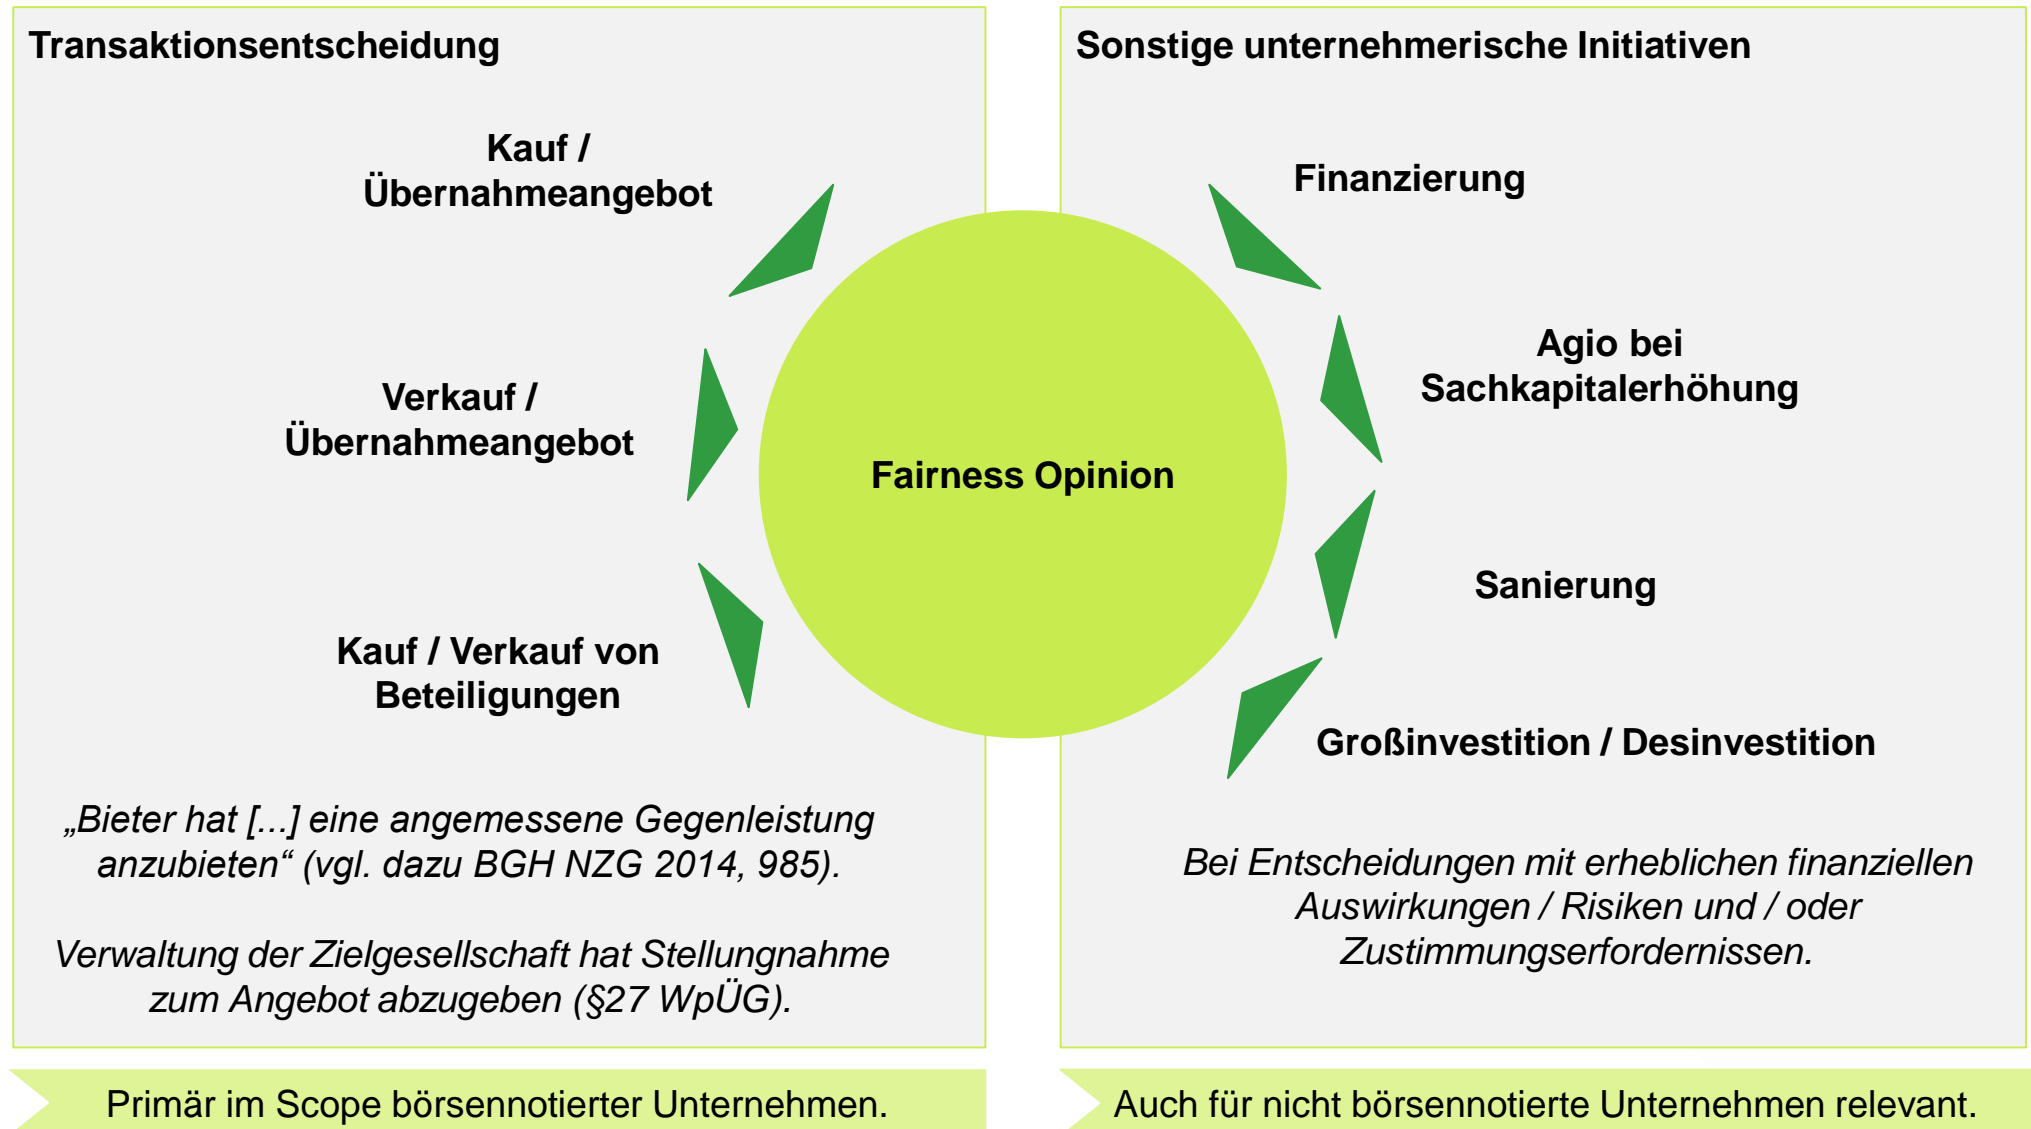 Transaktionsentscheidung
Kauf /
Übernahmeangebot
Verkauf /
Übernahmeangebot
Kauf / Verkauf von
Beteiligungen
„Bieter hat [...] eine angemessene Gegenleistung
anzubieten“ (vgl. dazu BGH NZG 2014, 985).
Verwaltung der Zielgesellschaft hat Stellungnahme
zum Angebot abzugeben (§27 WpÜG).
Primär im Scope börsennotierter Unternehmen.
Fairness Opinion
Sonstige unternehmerische Initiativen
Finanzierung
Agio bei
Sachkapitalerhöhung
Sanierung
Großinvestition / Desinvestition
Bei Entscheidungen mit erheblichen finanziellen
Auswirkungen / Risiken und / oder
Zustimmungserfordernissen.
Auch für nicht börsennotierte Unternehmen relevant.